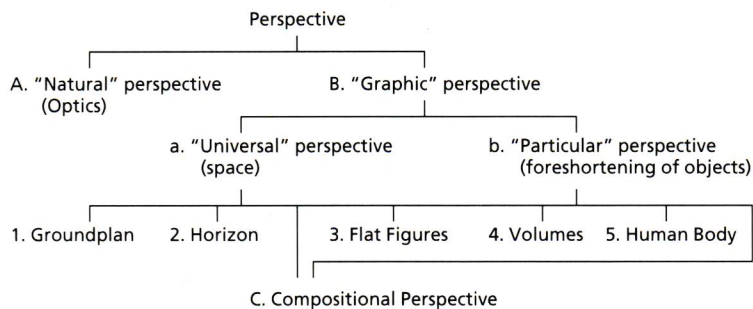 Perspective
A. “Natural” perspective
(Optics)
B. “Graphic” perspective
a. “Universal” perspective
(space)
b. “Particular” perspective
(foreshortening of objects)
1. Groundplan
2. Horizon
3. Flat Figures
4. Volumes
5. Human Body
C. Compositional Perspective